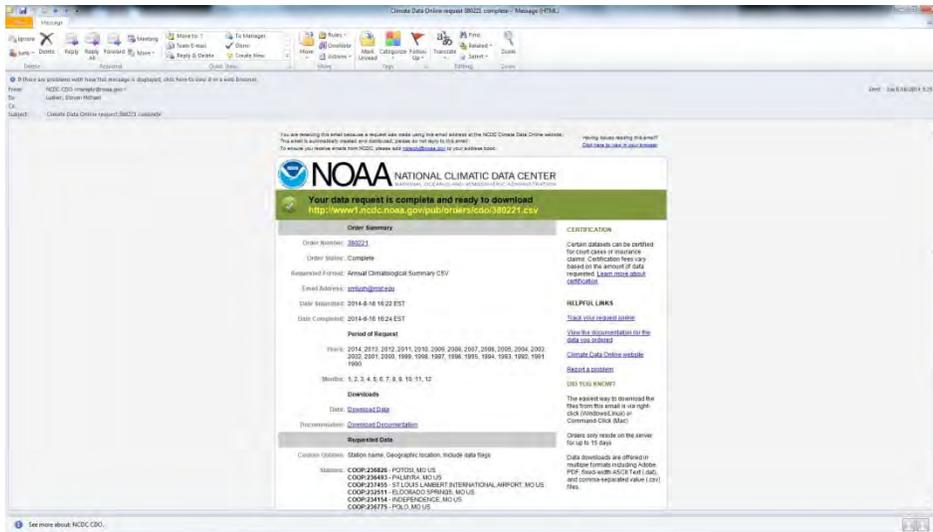 Climate Data Online request 380221 complete - Message (HTML)
Message
Ignore
Junk
Delete
Reply
Reply All
Forward
Meeting
More
Move to: ?
To Manager
Team E-mail
Done
Reply & Delete
Create New
Move
Rules
OneNote
Actions
Mark Unread
Categorize
Follow Up
Translate
Find
Related
Select
Zoom
Delete
Respond
Quick Steps
Move
Tags
Editing
Zoom
If there are problems with how this message is displayed, click here to view it in a web browser.
From: NCDC CDO <noreply@noaa.gov>
To:
Cc:
Subject: Climate Data Online request 380221 complete
You are receiving this email because a request was made using this email address at the NCDC Climate Data Online website.
This email is automatically created and distributed, please do not reply to this email.
To ensure you receive emails from NCDC, please add noreply@noaa.gov to your address book.
Having issues reading this email?
Click here to view in your browser
NOAA NATIONAL CLIMATIC DATA CENTER
NATIONAL OCEANIC AND ATMOSPHERIC ADMINISTRATION
Your data request is complete and ready to download
http://www1.ncdc.noaa.gov/pub/orders/cdo/380221.csv
Order Summary
Order Number: 380221
Order Status: Complete
Requested Format: Annual Climatological Summary CSV
Email Address:
Date Submitted: 2014-8-16 16:22 EST
Date Completed: 2014-8-16 16:24 EST
Period of Request
Years: 2014, 2013, 2012, 2011, 2010, 2009, 2008, 2007, 2006, 2005, 2004, 2003,
2002, 2001, 2000, 1999, 1998, 1997, 1996, 1995, 1994, 1993, 1992, 1991
1990
Months: 1, 2, 3, 4, 5, 6, 7, 8, 9, 10, 11, 12
Downloads
Data: Download Data
Documentation: Download Documentation
Requested Data
Custom Options: Station name, Geographic location, Include data flags
Stations: COOP:236826 - POTOSI, MO US
COOP:236493 - PALMYRA, MO US
COOP:237455 - ST LOUIS LAMBERT INTERNATIONAL AIRPORT, MO US
COOP:232511 - ELDORADO SPRINGS, MO US
COOP:234154 - INDEPENDENCE, MO US
COOP:236775 - POLO, MO US
CERTIFICATION
Certain datasets can be certified
for court cases or insurance
claims. Certification fees vary
based on the amount of data
requested. Learn more about
certification
HELPFUL LINKS
Track your request online
View the documentation for the
data you ordered
Climate Data Online website
Report a problem
DID YOU KNOW?
The easiest way to download the
files from this email is via right-
click (Windows/Linux) or
Command-Click (Mac)
Orders only reside on the server
for up to 15 days
Data downloads are offered in
multiple formats including Adobe
PDF, fixed-width ASCII Text (.dat),
and comma-separated value (.csv)
files.
See more about: NCDC CDO.